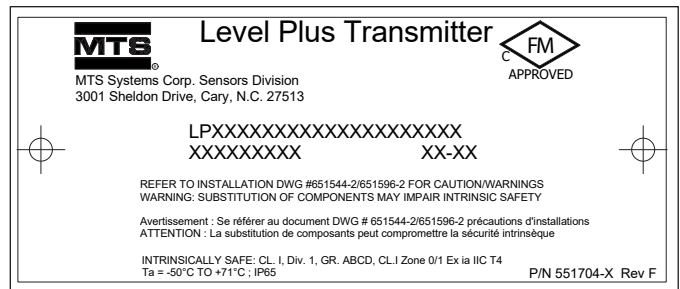 MTS
Level Plus Transmitter
C FM
APPROVED
MTS Systems Corp. Sensors Division
3001 Sheldon Drive, Cary, N.C. 27513
LPXXXXXXXXXXXXXXXXXXXX
XXXXXXXXX XX-XX
REFER TO INSTALLATION DWG #651544-2/651596-2 FOR CAUTION/WARNINGS
WARNING: SUBSTITUTION OF COMPONENTS MAY IMPAIR INTRINSIC SAFETY
Avertissement : Se référer au document DWG # 651544-2/651596-2 précautions d'installations
ATTENTION : La substitution de composants peut compromettre la sécurité intrinsèque
INTRINSICALLY SAFE: CL. I, Div. 1, GR. ABCD, CL.I Zone 0/1 Ex ia IIC T4
Ta = -50°C TO +71°C ; IP65
P/N 551704-X Rev F